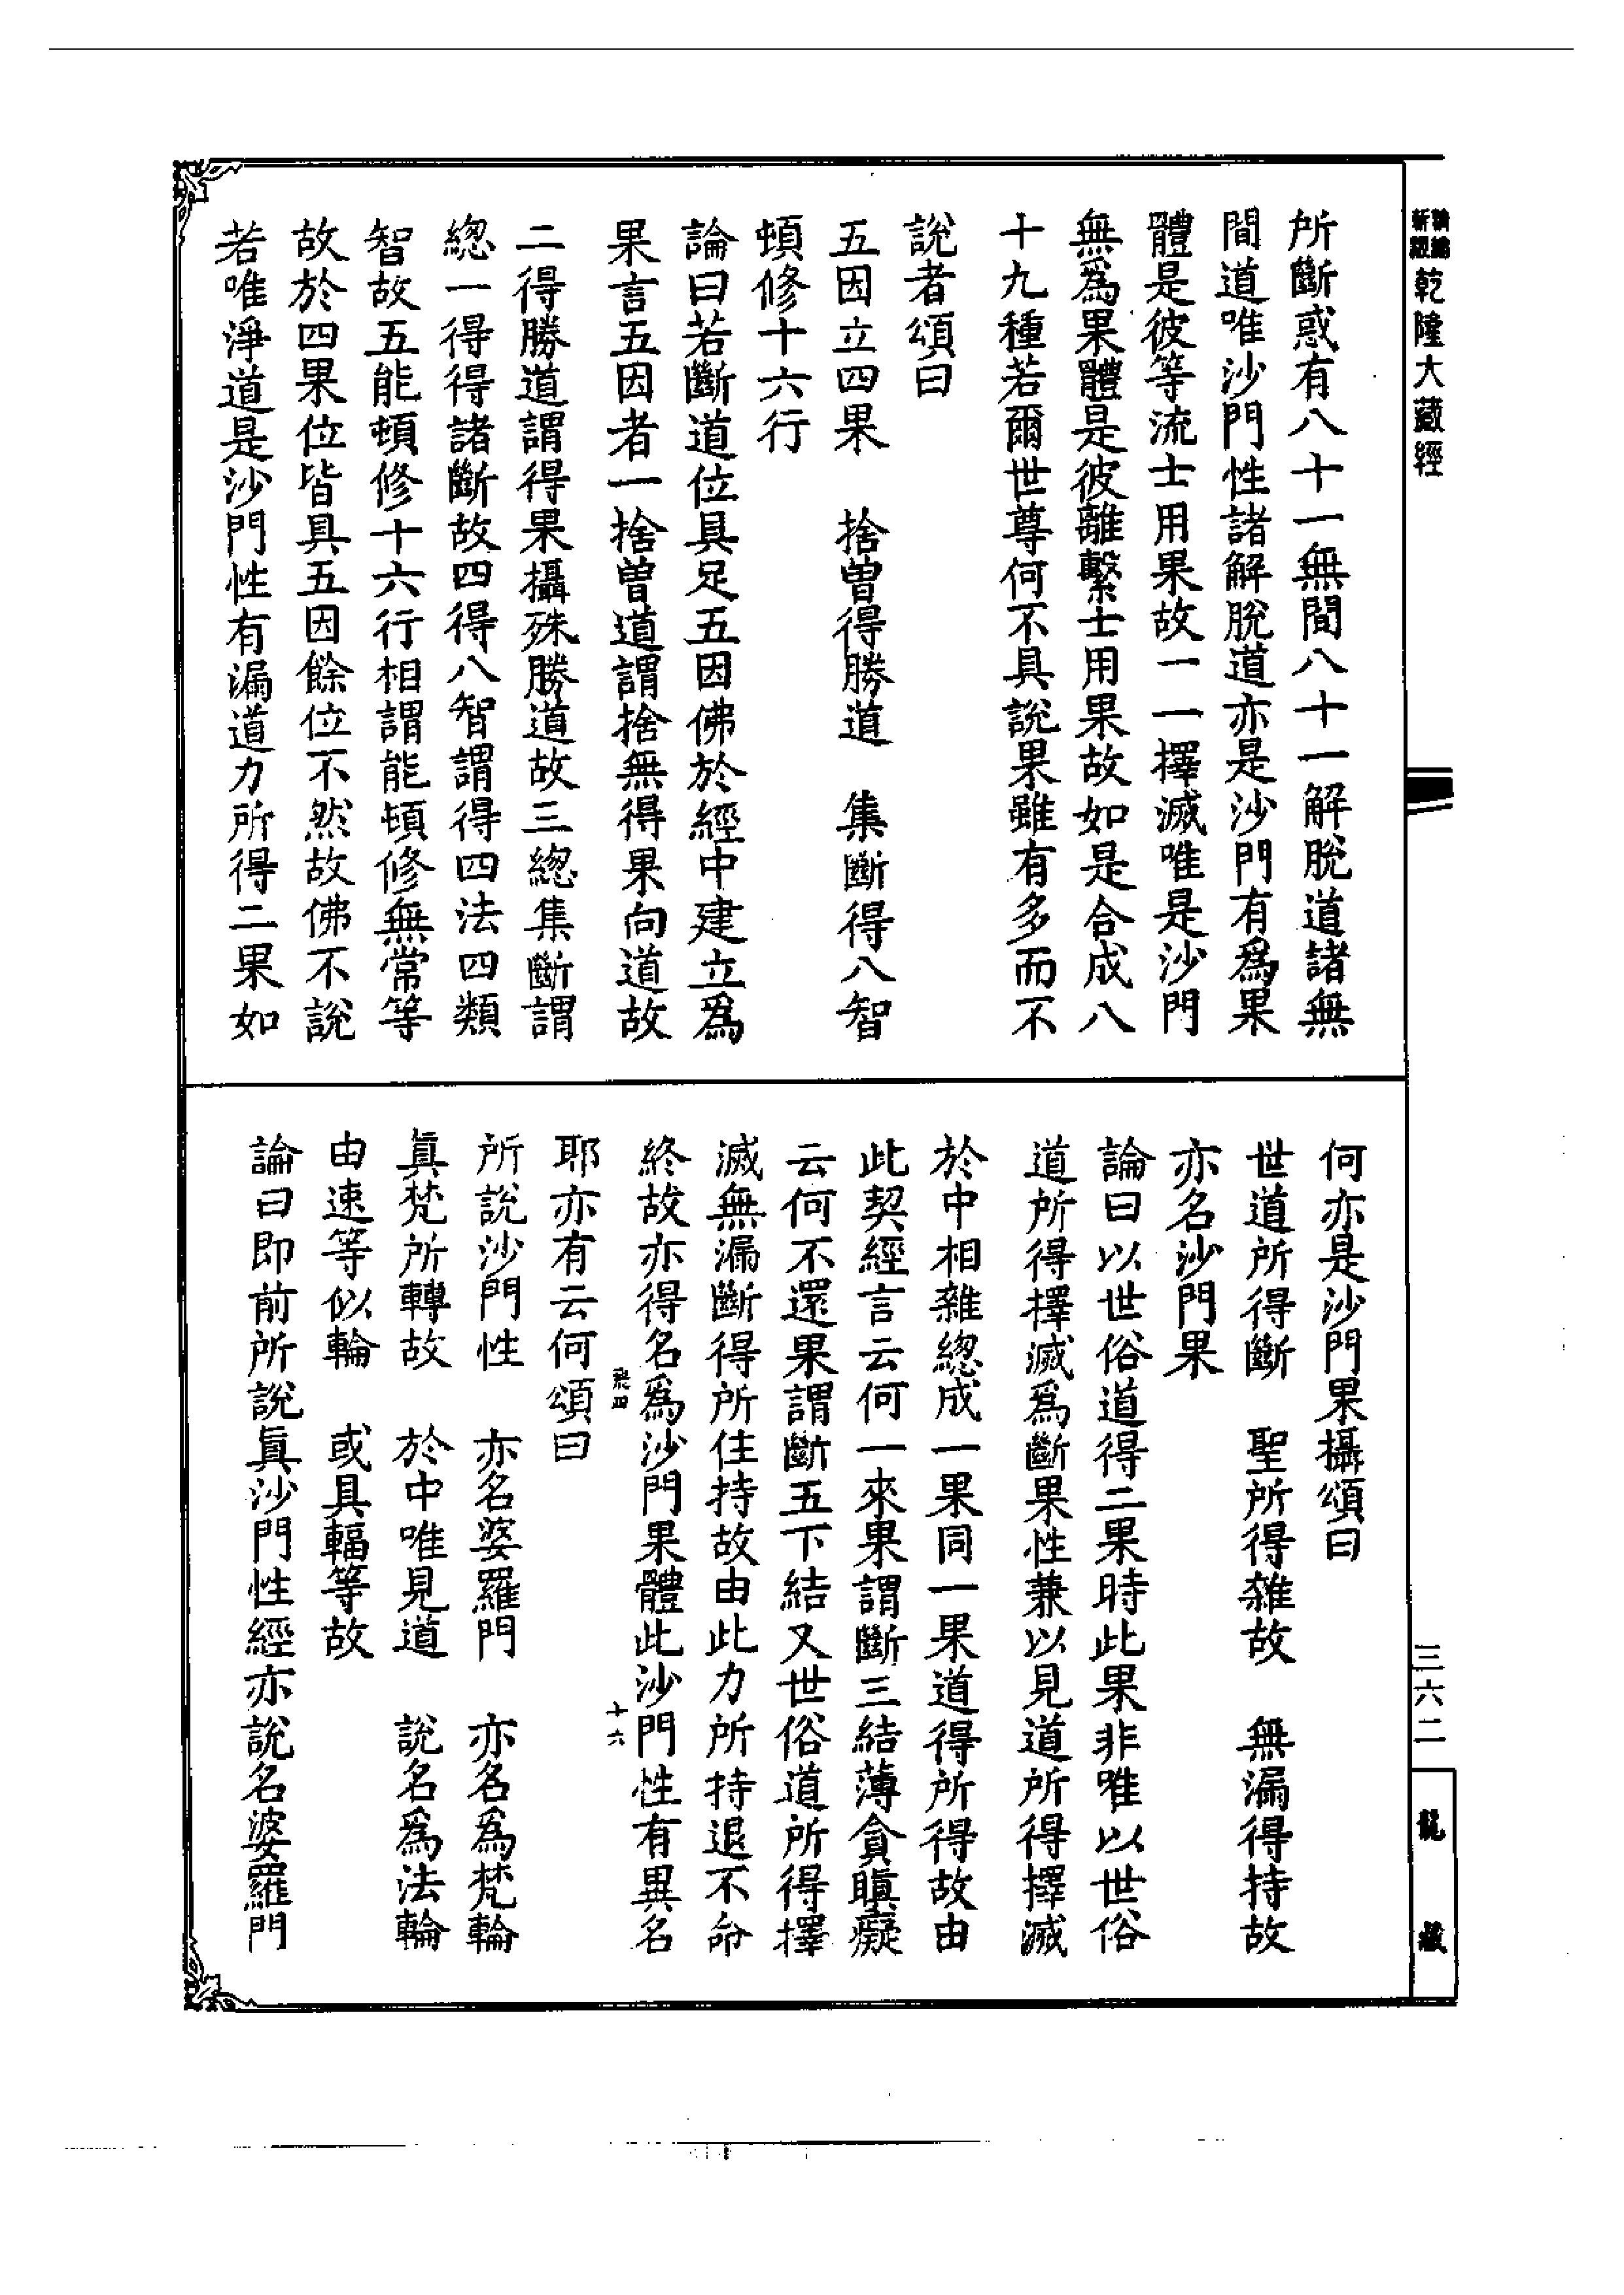 新編
縮版
乾隆大藏經
所斷惑有八十一無間八十一解脫道諸無
間道唯沙門性諸解脫道亦是沙門有為果
體是彼等流士用果故一一擇滅唯是沙門
無為果體是彼離繫士用果故如是合成八
十九種若爾世尊何不具說果雖有多而不
說者頌曰
五因立四果　捨曾得勝道　集斷得八智
頓修十六行
論曰若斷道位具足五因佛於經中建立為
果言五因者一捨曾道謂捨無得果向道故
二得勝道謂得果攝殊勝道故三總集斷謂
總一得得諸斷故四得八智謂得四法四類
智故五能頓修十六行相謂能頓修無常等
故於四果位皆具五因餘位不然故佛不說
若唯淨道是沙門性有漏道力所得二果如
何亦是沙門果攝頌曰
世道所得斷　聖所得雜故　無漏得持故
亦名沙門果
論曰以世俗道得二果時此果非唯以世俗
道所得擇滅為斷果性兼以見道所得擇滅
於中相雜總成一果同一果道得所得故由
此契經言云何一來果謂斷三結薄貪瞋癡
云何不還果謂斷五下結又世俗道所得擇
滅無漏斷得所住持故由此力所持退不命
終故亦得名為沙門果體此沙門性有異名
耶亦有云何頌曰
所說沙門性　亦名婆羅門　亦名為梵輪
真梵所轉故　於中唯見道　說名為法輪
由速等似輪　或具輻等故
論曰即前所說真沙門性經亦說名婆羅門
十六
三六二
龍藏